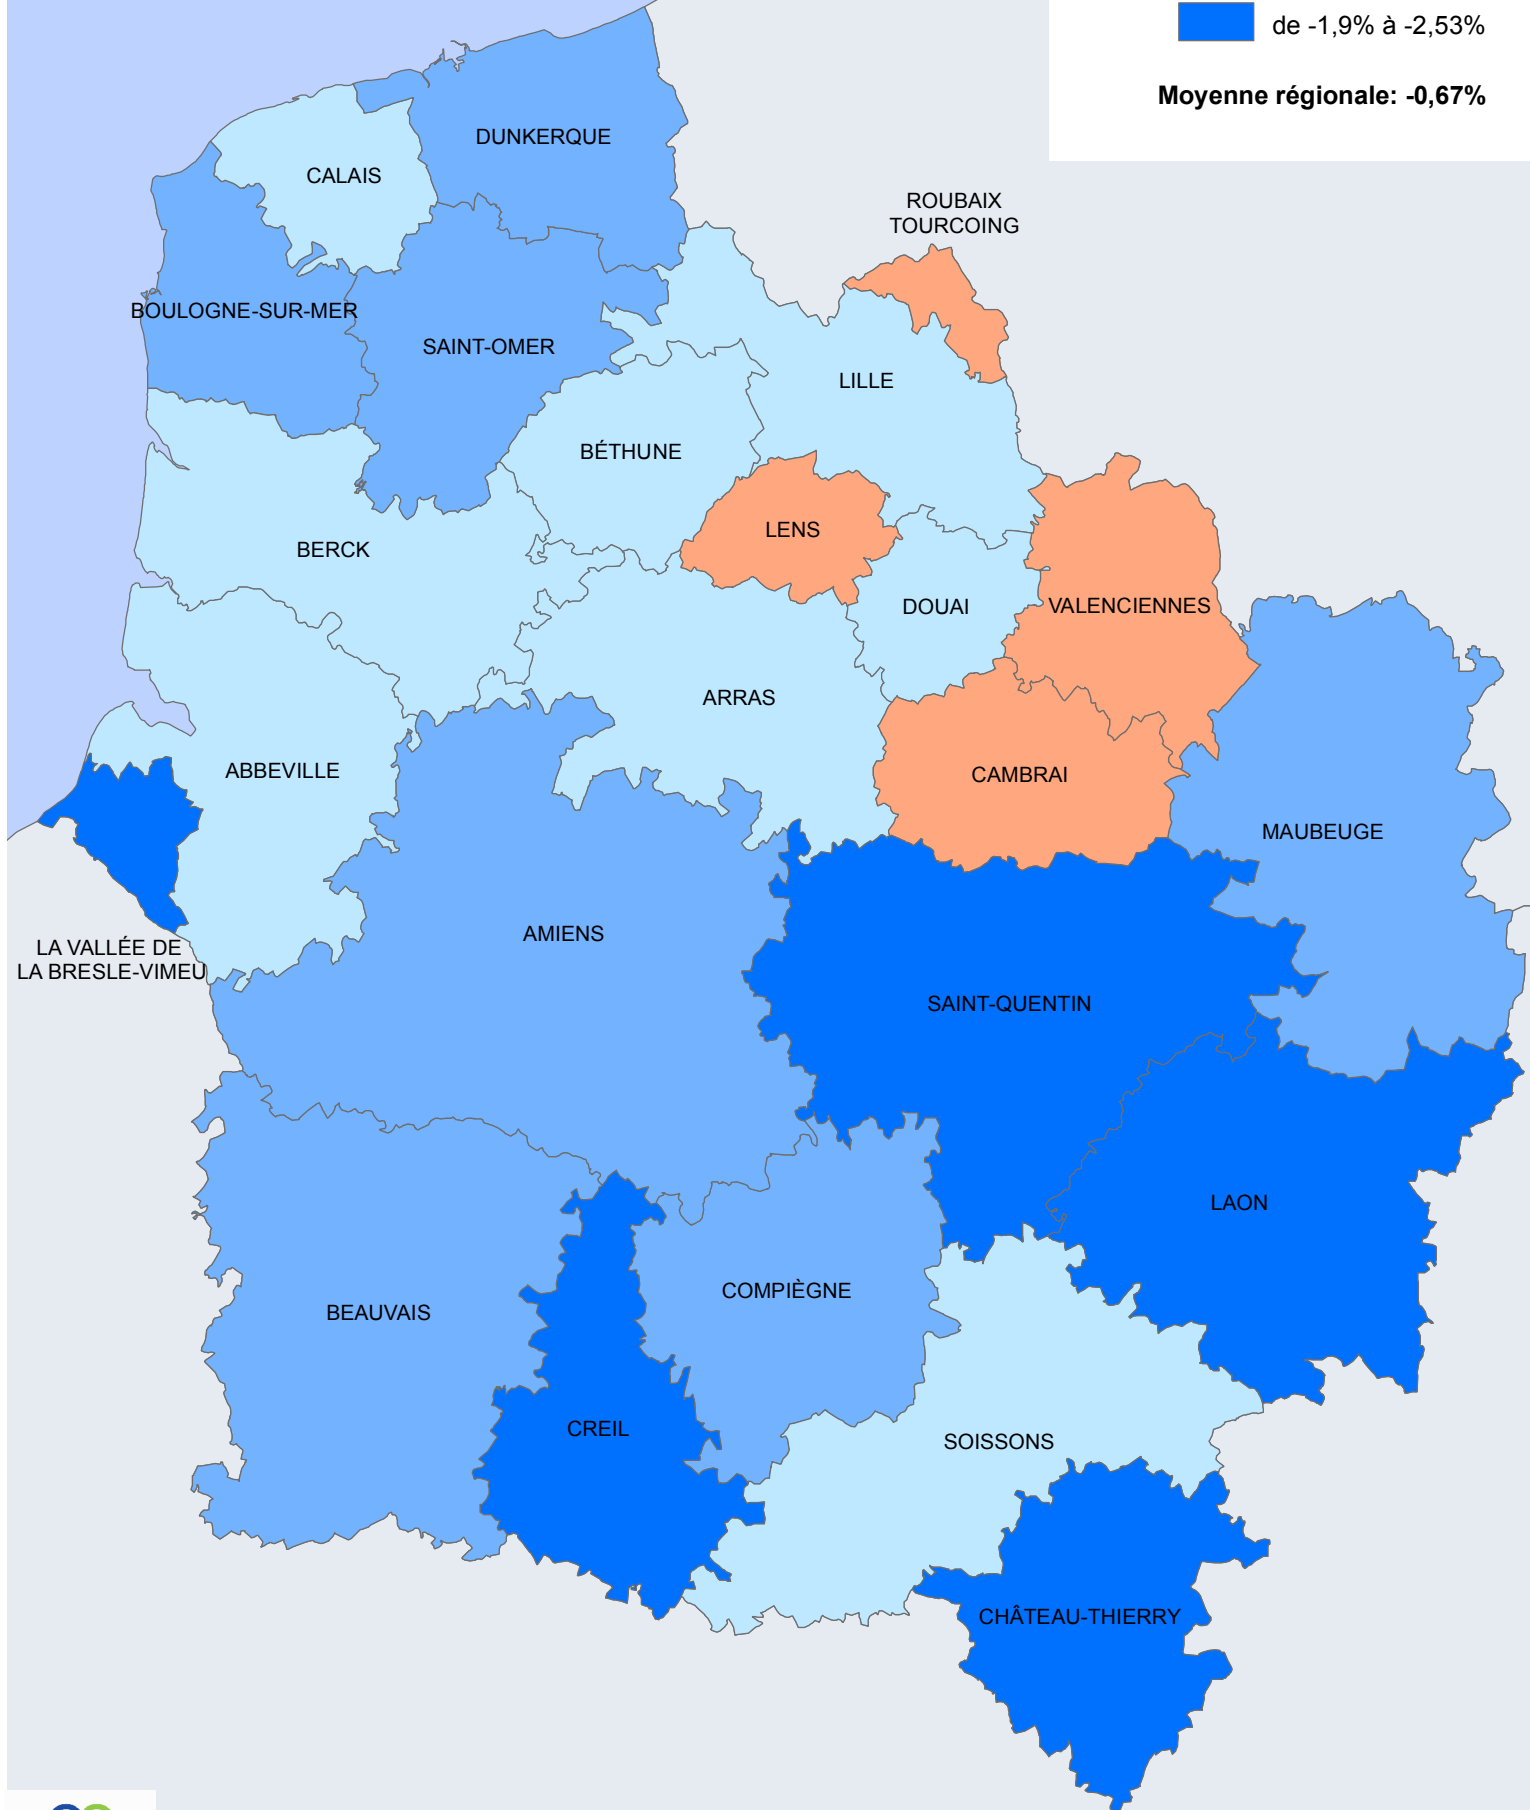 de -1,9% à -2,53%
Moyenne régionale: -0,67%
DUNKERQUE
CALAIS
ROUBAIX
TOURCOING
BOULOGNE-SUR-MER
SAINT-OMER
LILLE
BÉTHUNE
LENS
BERCK
DOUAI
VALENCIENNES
ARRAS
ABBEVILLE
CAMBRAI
MAUBEUGE
AMIENS
LA VALLÉE DE
LA BRESLE-VIMEU
SAINT-QUENTIN
LAON
COMPIÈGNE
BEAUVAIS
CREIL
SOISSONS
CHÂTEAU-THIERRY